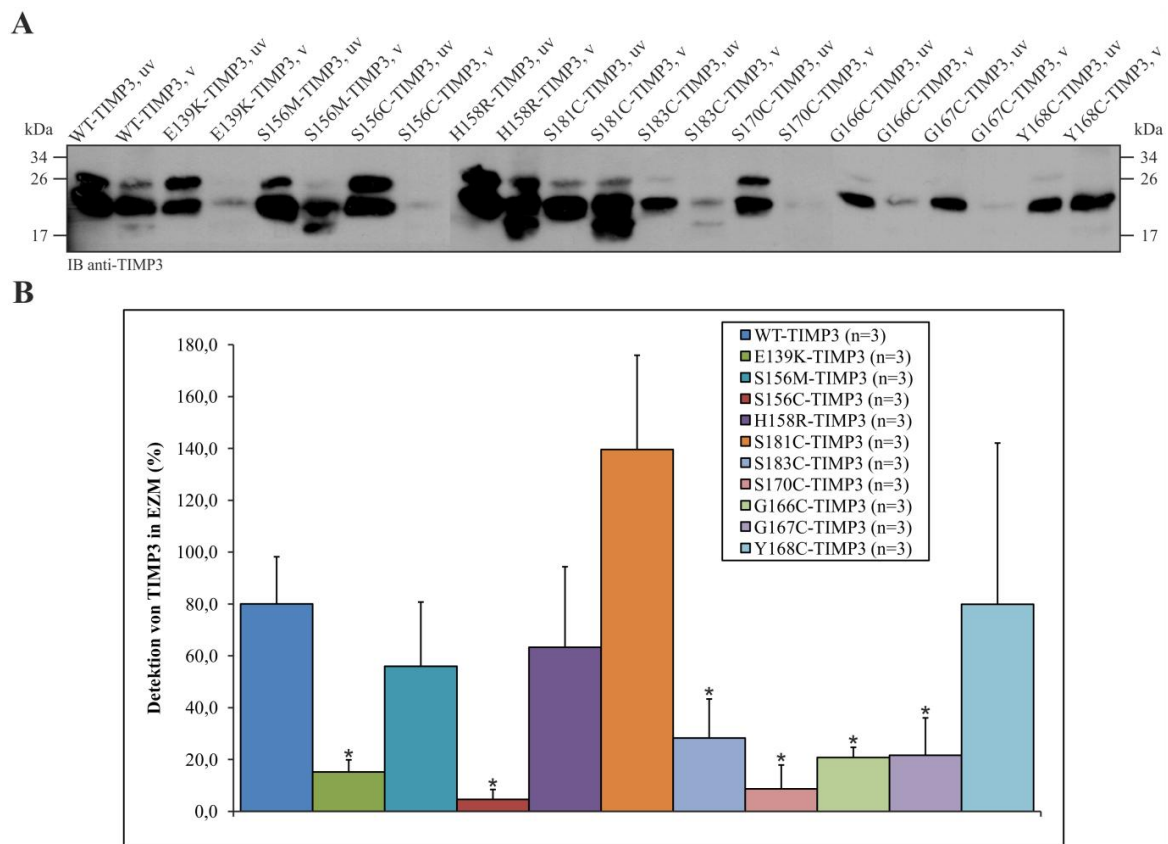 A
WT-TIMP3, uv
WT-TIMP3, v
E139K-TIMP3, uv
E139K-TIMP3, v
S156M-TIMP3, uv
S156M-TIMP3, v
S156C-TIMP3, uv
S156C-TIMP3, v
H158R-TIMP3, uv
H158R-TIMP3, v
S181C-TIMP3, uv
S181C-TIMP3, v
S183C-TIMP3, uv
S183C-TIMP3, v
S170C-TIMP3, uv
S170C-TIMP3, v
G166C-TIMP3, uv
G166C-TIMP3, v
G167C-TIMP3, uv
G167C-TIMP3, v
Y168C-TIMP3, uv
Y168C-TIMP3, v
kDa
kDa
34
34
26
26
17
17
IB anti-TIMP3
B
Detektion von TIMP3 in EZM (%)
180,0
160,0
140,0
120,0
100,0
80,0
60,0
40,0
20,0
0,0
WT-TIMP3 (n=3)
E139K-TIMP3 (n=3)
S156M-TIMP3 (n=3)
S156C-TIMP3 (n=3)
H158R-TIMP3 (n=3)
S181C-TIMP3 (n=3)
S183C-TIMP3 (n=3)
S170C-TIMP3 (n=3)
G166C-TIMP3 (n=3)
G167C-TIMP3 (n=3)
Y168C-TIMP3 (n=3)
*
*
*
*
*
*